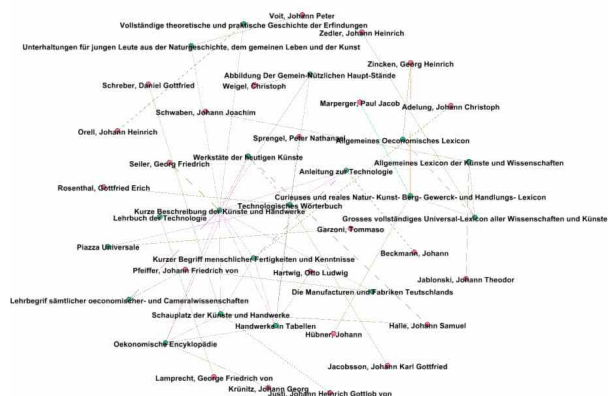 Voit, Johann Peter
Vollständige theoretische und praktische Geschichte der Erfindungen
Zedler, Johann Heinrich
Unterhaltungen für jungen Leute aus der Naturgeschichte, dem gemeinen Leben und der Kunst
Zincken, Georg Heinrich
Abbildung Der Gemein-Nützlichen Haupt-Stände
Schreber, Daniel Gottfried
Weigel, Christoph
Marperger, Paul Jacob
Adelung, Johann Christoph
Schwaben, Johann Joachim
Orell, Johann Heinrich
Sprengel, Peter Nathanael
Allgemeines Oeconomisches Lexicon
Werkstäte der heutigen Künste
Seiler, Georg Friedrich
Allgemeines Lexicon der Künste und Wissenschaften
Anleitung zur Technologie
Rosenthal, Gottfried Erich
Curieuses und reales Natur- Kunst- Berg- Gewerck- und Handlungs- Lexicon
Technologisches Wörterbuch
Kurze Beschreibung der Künste und Handwerke
Lehrbuch der Technologie
Grosses vollständiges Universal-Lexicon aller Wissenschaften und Künste
Garzoni, Tommaso
Piazza Universale
Beckmann, Johann
Kurzer Begriff menschlicher Fertigkeiten und Kenntnisse
Pfeiffer, Johann Friedrich von
Hartwig, Otto Ludwig
Jablonski, Johann Theodor
Die Manufacturen und Fabriken Teutschlands
Lehrbegrif sämtlicher oeconomischer- und Cameralwissenschaften
Schauplatz der Künste und Handwerke
Handwerke in Tabellen
Halle, Johann Samuel
Hübner, Johann
Oekonomische Encyklopädie
Jacobsson, Johann Karl Gottfried
Lamprecht, George Friedrich von
Krünitz, Johann Georg
Justi, Johann Heinrich Gottlob von